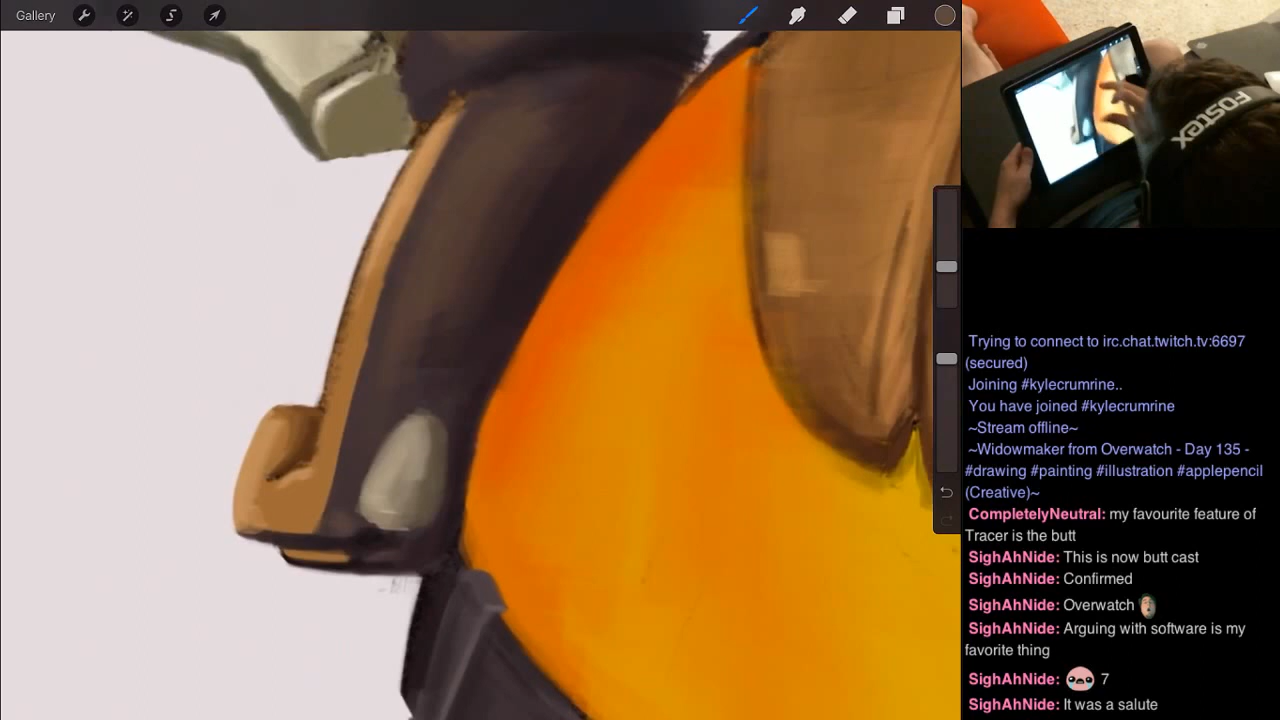 Gallery
FOSTEX
Trying to connect to irc.chat.twitch.tv:6697
(secured)
Joining #kylecrumrine..
You have joined #kylecrumrine
~Stream offline~
~Widowmaker from Overwatch - Day 135 -
#drawing #painting #illustration #applepencil
(Creative)~
CompletelyNeutral: my favourite feature of
Tracer is the butt
SighAhNide: This is now butt cast
SighAhNide: Confirmed
SighAhNide: Overwatch
SighAhNide: Arguing with software is my
favorite thing
SighAhNide: 7
SighAhNide: It was a salute